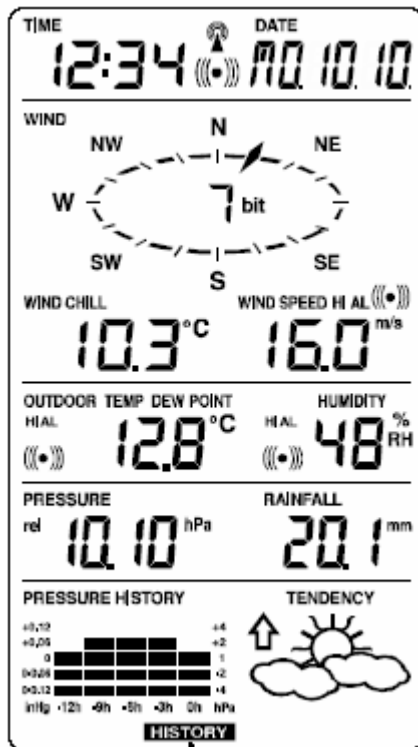 TIME DATE
12:34 MO. 10. 10.
WIND
N
NW NE
W E
7 bit
SW SE
S
WIND CHILL WIND SPEED HI AL
10.3 °C 16.0 m/s
OUTDOOR TEMP DEW POINT HUMIDITY
HI AL 12.8 °C HI AL 48 % RH
PRESSURE RAINFALL
rel 10.10 hPa 20.1 mm
PRESSURE HISTORY TENDENCY
+0.12 +4
+0.06 +2
0 1
-2
-4
inHg -12h -9h -3h 0h hPa
HISTORY